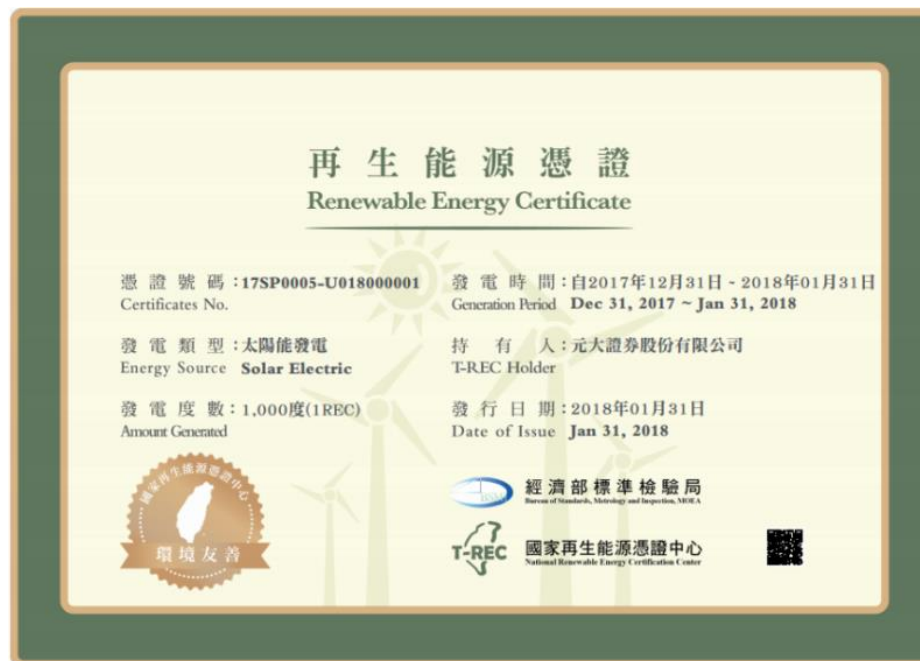 再生能源憑證
Renewable Energy Certificate
憑證號碼：17SP0005-U018000001
Certificates No.
發電時間：自2017年12月31日 - 2018年01月31日
Generation Period Dec 31, 2017 ~ Jan 31, 2018
發電類型：太陽能發電
Energy Source Solar Electric
持有人：元大證券股份有限公司
T-REC Holder
發電度數：1,000度(1REC)
Amount Generated
發行日期：2018年01月31日
Date of Issue Jan 31, 2018
國家再生能源憑證中心
環境友善
BSMI
經濟部標準檢驗局
Bureau of Standards, Metrology and Inspection, MOEA
T-REC
國家再生能源憑證中心
National Renewable Energy Certification Center